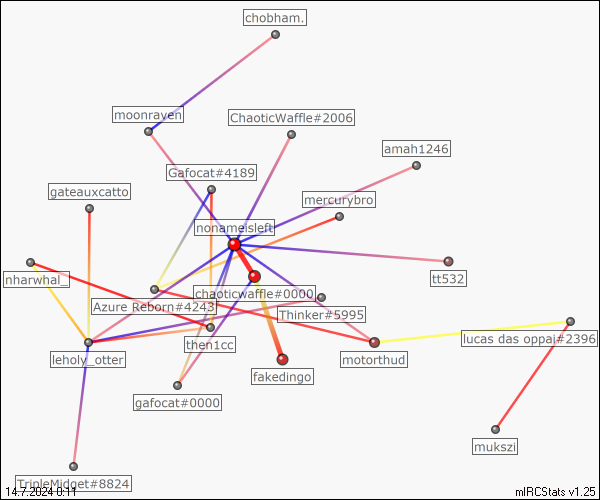 chobham.
moonraven
ChaoticWaffle#2006
amah1246
Gafocat#4189
gateauxcatto
mercurybro
nonameisleft
nharwhal_
tt532
chaoticwaffle#0000
Azure Reborn#4243
Thinker#5995
lucas das oppai#2396
then1cc
leholy_otter
motorthud
fakedingo
gafocat#0000
mukszi
TripleMidget#8824
14.7.2024 0:11
mIRCStats v1.25